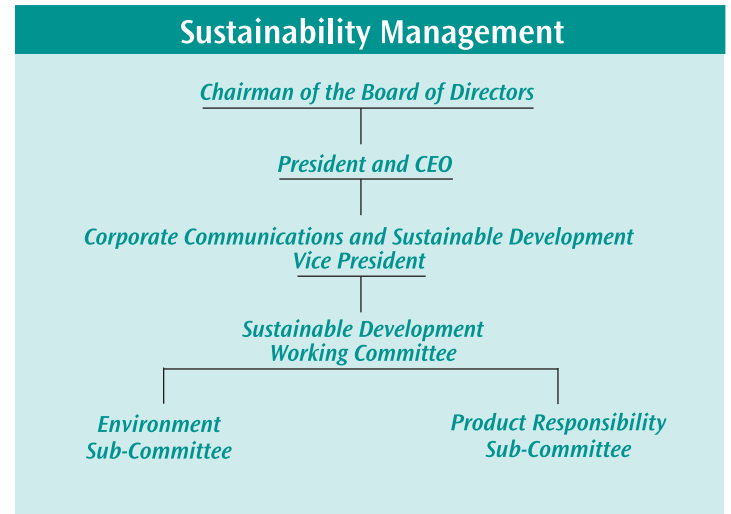 Sustainability Management
Chairman of the Board of Directors
President and CEO
Corporate Communications and Sustainable Development
Vice President
Sustainable Development
Working Committee
Environment
Sub-Committee
Product Responsibility
Sub-Committee